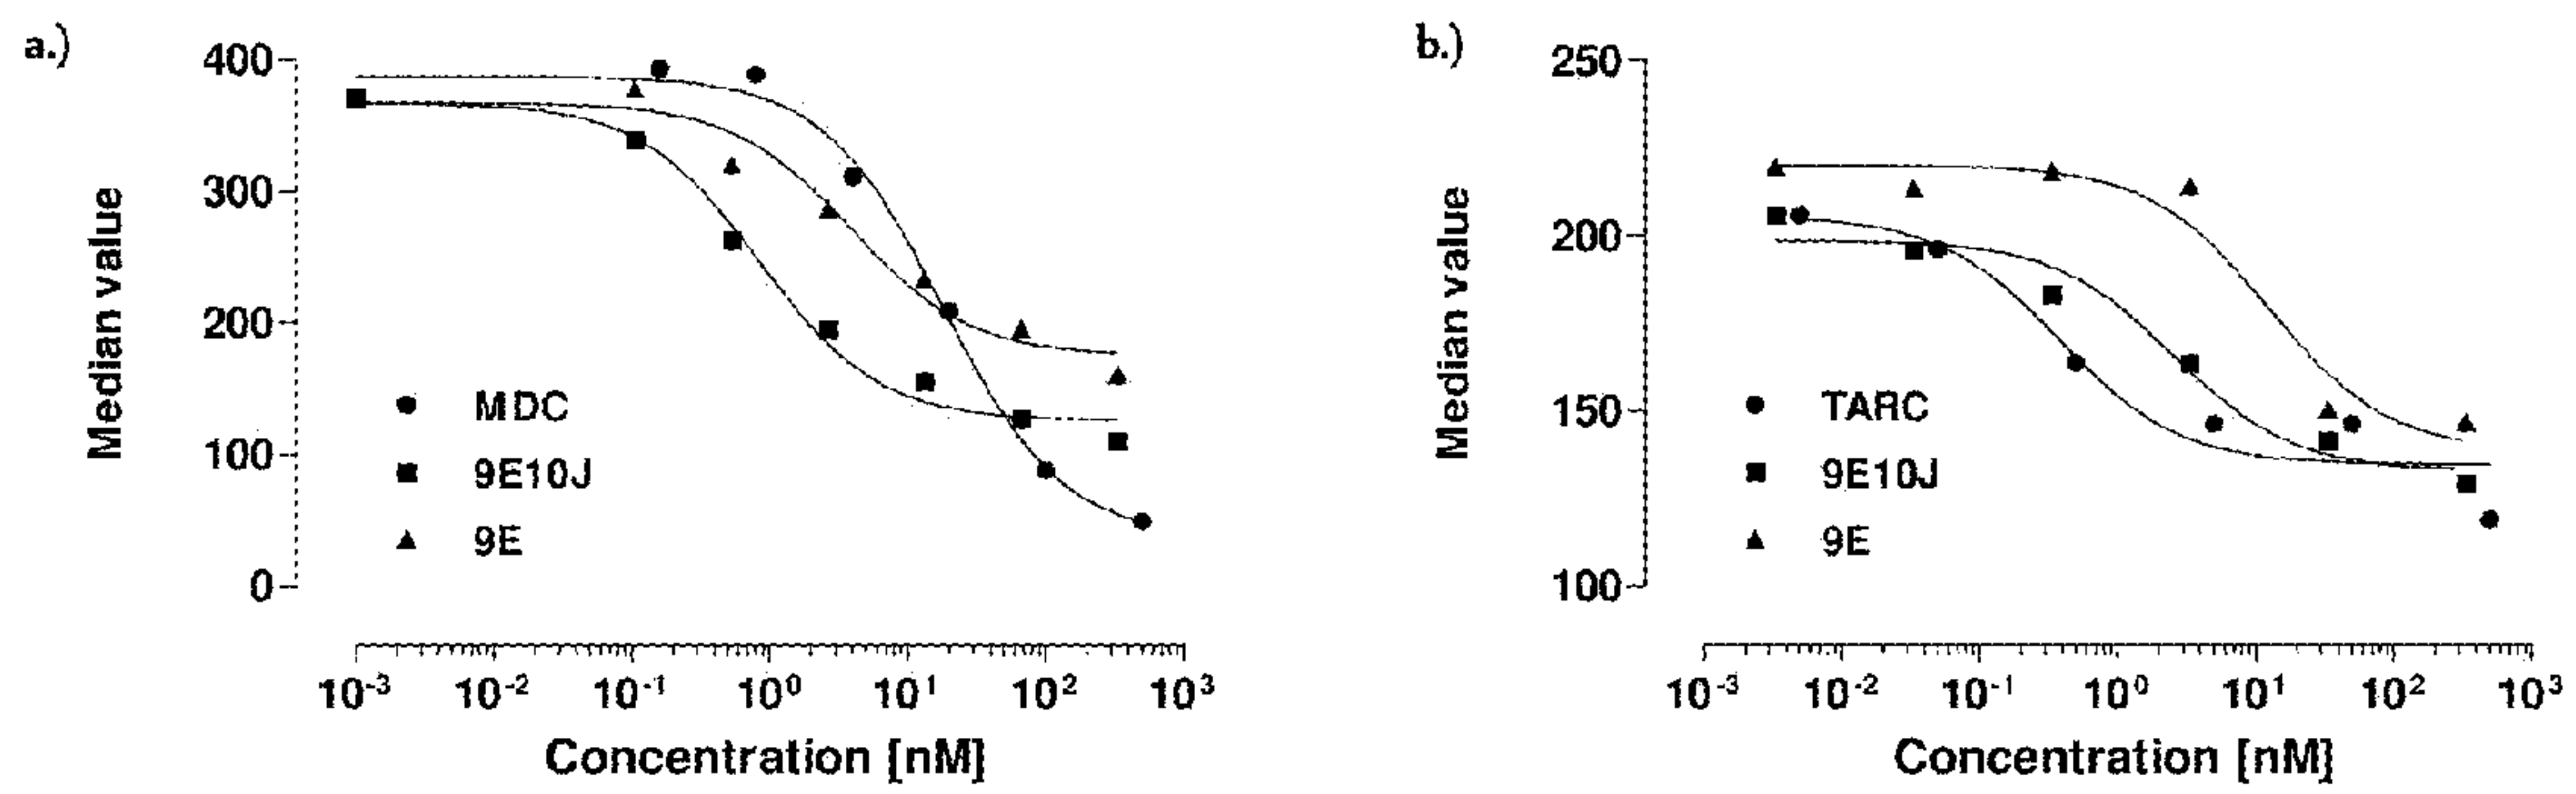 a.)
400
300
200
100
0
Median value
MDC
9E10J
9E
10⁻³ 10⁻² 10⁻¹ 10⁰ 10¹ 10² 10³
Concentration [nM]
b.)
250
200
150
100
Median value
TARC
9E10J
9E
10⁻³ 10⁻² 10⁻¹ 10⁰ 10¹ 10² 10³
Concentration [nM]